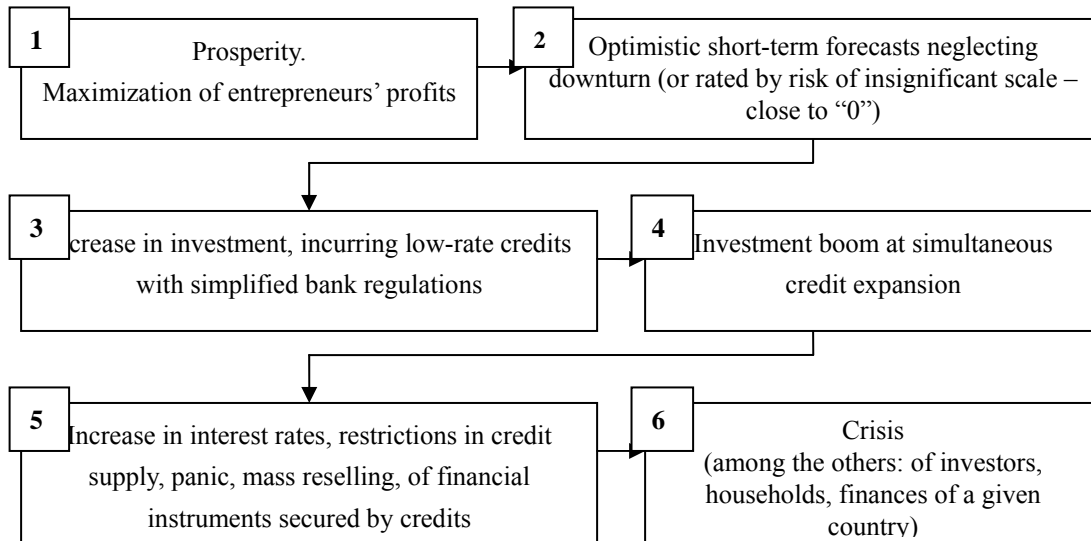 1
Prosperity.
Maximization of entrepreneurs’ profits
2
Optimistic short-term forecasts neglecting
downturn (or rated by risk of insignificant scale –
close to “0”)
3
crease in investment, incurring low-rate credits
with simplified bank regulations
4
Investment boom at simultaneous
credit expansion
5
Increase in interest rates, restrictions in credit
supply, panic, mass reselling, of financial
instruments secured by credits
6
Crisis
(among the others: of investors,
households, finances of a given
country)